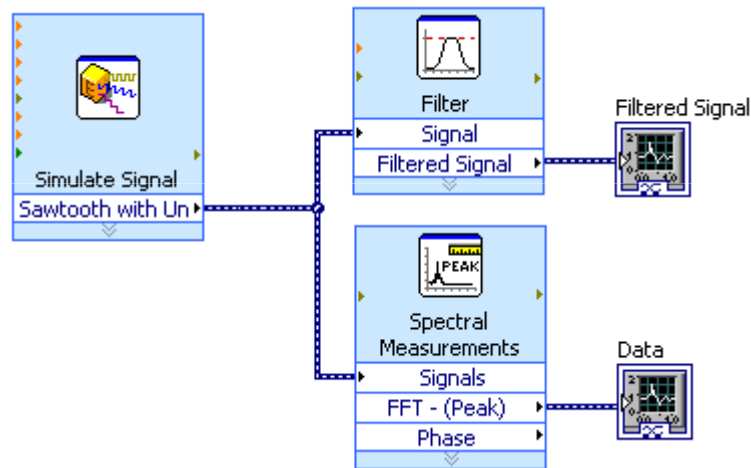 Simulate Signal
Sawtooth with Un
Filter
Signal
Filtered Signal
Filtered Signal
PEAK
Spectral
Measurements
Signals
FFT - (Peak)
Phase
Data